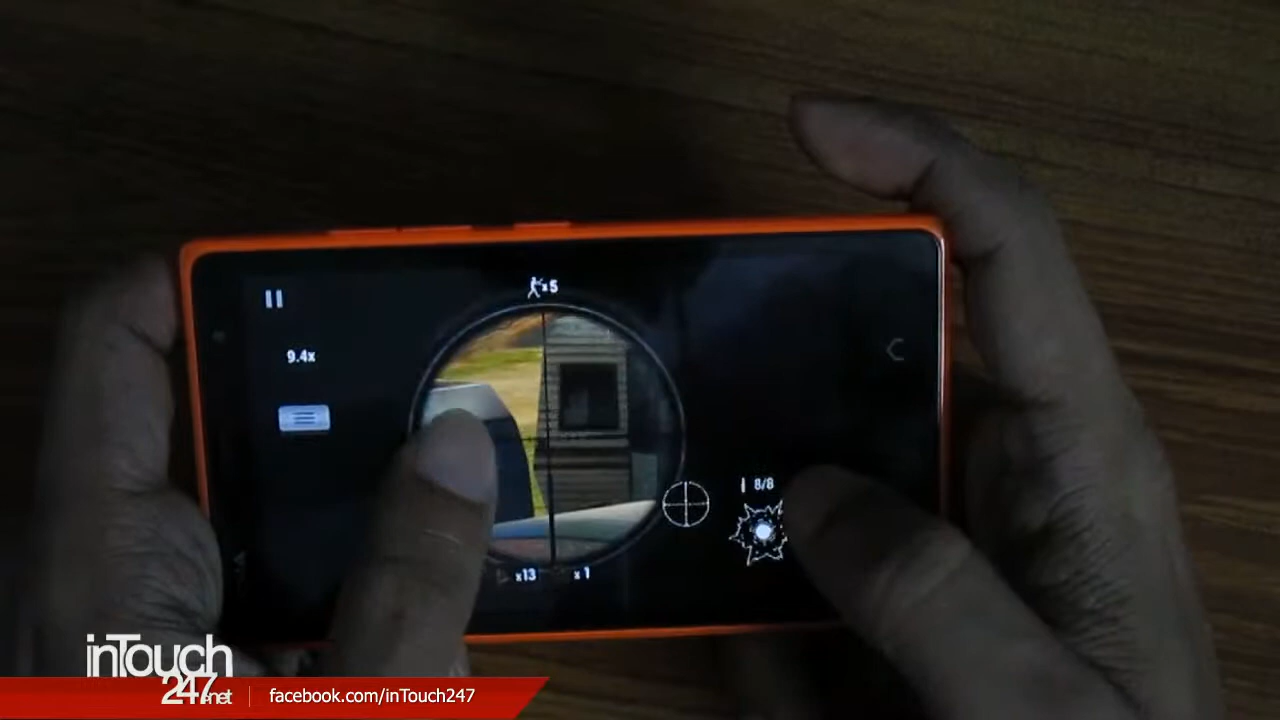 x5
9.4x
8/8
x13 x1
inTouch
247.net
facebook.com/inTouch247